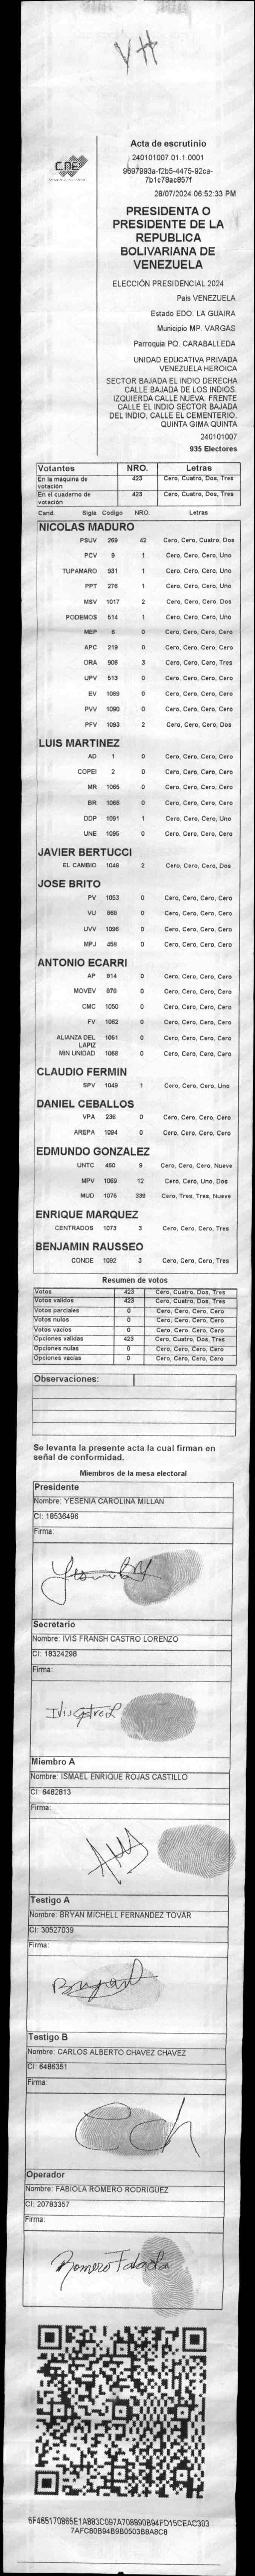 VH
CNE
Acta de escrutinio
240101007.01.1.0001
9697993a-f2b5-4475-92ca-
7b1c78ac857f
28/07/2024 06:52:33 PM
PRESIDENTA O
PRESIDENTE DE LA
REPUBLICA
BOLIVARIANA DE
VENEZUELA
ELECCIÓN PRESIDENCIAL 2024
País VENEZUELA
Estado EDO. LA GUAIRA
Municipio MP. VARGAS
Parroquia PQ. CARABALLEDA
UNIDAD EDUCATIVA PRIVADA
VENEZUELA HEROICA
SECTOR BAJADA EL INDIO DERECHA
CALLE BAJADA DE LOS INDIOS.
IZQUIERDA CALLE NUEVA. FRENTE
CALLE EL INDIO SECTOR BAJADA
DEL INDIO, CALLE EL CEMENTERIO.
QUINTA GIMA QUINTA
240101007
935 Electores
Votantes NRO. Letras
En la máquina de votación 423 Cero, Cuatro, Dos, Tres
En el cuaderno de votación 423 Cero, Cuatro, Dos, Tres
Cand. Sigla Código NRO. Letras
NICOLAS MADURO
PSUV 269 42 Cero, Cero, Cuatro, Dos
PCV 9 1 Cero, Cero, Cero, Uno
TUPAMARO 931 1 Cero, Cero, Cero, Uno
PPT 276 1 Cero, Cero, Cero, Uno
MSV 1017 2 Cero, Cero, Cero, Dos
PODEMOS 514 1 Cero, Cero, Cero, Uno
MEP 6 0 Cero, Cero, Cero, Cero
APC 219 0 Cero, Cero, Cero, Cero
ORA 906 3 Cero, Cero, Cero, Tres
UPV 513 0 Cero, Cero, Cero, Cero
EV 1089 0 Cero, Cero, Cero, Cero
PVV 1090 0 Cero, Cero, Cero, Cero
PFV 1093 2 Cero, Cero, Cero, Dos
LUIS MARTINEZ
AD 1 0 Cero, Cero, Cero, Cero
COPEI 2 0 Cero, Cero, Cero, Cero
MR 1065 0 Cero, Cero, Cero, Cero
BR 1066 0 Cero, Cero, Cero, Cero
DDP 1091 1 Cero, Cero, Cero, Uno
UNE 1095 0 Cero, Cero, Cero, Cero
JAVIER BERTUCCI
EL CAMBIO 1048 2 Cero, Cero, Cero, Dos
JOSE BRITO
PV 1053 0 Cero, Cero, Cero, Cero
VU 868 0 Cero, Cero, Cero, Cero
UVV 1096 0 Cero, Cero, Cero, Cero
MPJ 459 0 Cero, Cero, Cero, Cero
ANTONIO ECARRI
AP 814 0 Cero, Cero, Cero, Cero
MOVEV 878 0 Cero, Cero, Cero, Cero
CMC 1050 0 Cero, Cero, Cero, Cero
FV 1062 0 Cero, Cero, Cero, Cero
ALIANZA DEL LAPIZ 1051 0 Cero, Cero, Cero, Cero
MIN UNIDAD 1068 0 Cero, Cero, Cero, Cero
CLAUDIO FERMIN
SPV 1049 1 Cero, Cero, Cero, Uno
DANIEL CEBALLOS
VPA 236 0 Cero, Cero, Cero, Cero
AREPA 1094 0 Cero, Cero, Cero, Cero
EDMUNDO GONZALEZ
UNTC 460 9 Cero, Cero, Cero, Nueve
MPV 1069 12 Cero, Cero, Uno, Dos
MUD 1076 339 Cero, Tres, Tres, Nueve
ENRIQUE MARQUEZ
CENTRADOS 1073 3 Cero, Cero, Cero, Tres
BENJAMIN RAUSSEO
CONDE 1092 3 Cero, Cero, Cero, Tres
Resumen de votos
Votos 423 Cero, Cuatro, Dos, Tres
Votos validos 423 Cero, Cuatro, Dos, Tres
Votos parciales 0 Cero, Cero, Cero, Cero
Votos nulos 0 Cero, Cero, Cero, Cero
Votos vacios 0 Cero, Cero, Cero, Cero
Opciones validas 423 Cero, Cuatro, Dos, Tres
Opciones nulas 0 Cero, Cero, Cero, Cero
Opciones vacias 0 Cero, Cero, Cero, Cero
Observaciones:
Se levanta la presente acta la cual firman en
señal de conformidad.
Miembros de la mesa electoral
Presidente
Nombre: YESENIA CAROLINA MILLAN
CI: 18536496
Firma:
Secretario
Nombre: IVIS FRANSH CASTRO LORENZO
CI: 18324298
Firma:
Ivis Castro L
Miembro A
Nombre: ISMAEL ENRIQUE ROJAS CASTILLO
CI: 6482813
Firma:
Testigo A
Nombre: BRYAN MICHELL FERNANDEZ TOVAR
CI: 30527039
Firma:
Testigo B
Nombre: CARLOS ALBERTO CHAVEZ CHAVEZ
CI: 6486351
Firma:
Cch
Operador
Nombre: FABIOLA ROMERO RODRIGUEZ
CI: 20783357
Firma:
Romero Fabiola
6F465170865E1A883C097A708890B94FD15CEAC303
7AFC80B94B9B0503B8A8C8